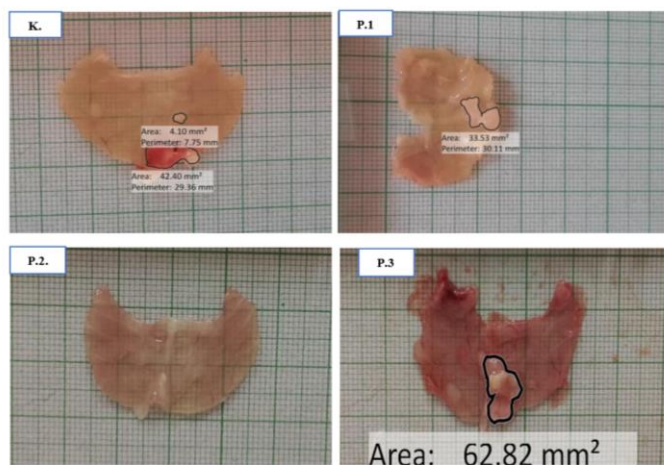 K.
Area: 4.10 mm²
Perimeter: 7.75 mm
Area: 42.40 mm²
Perimeter: 29.36 mm
P.1
Area: 33.53 mm²
Perimeter: 30.11 mm
P.2.
P.3
Area: 62.82 mm²